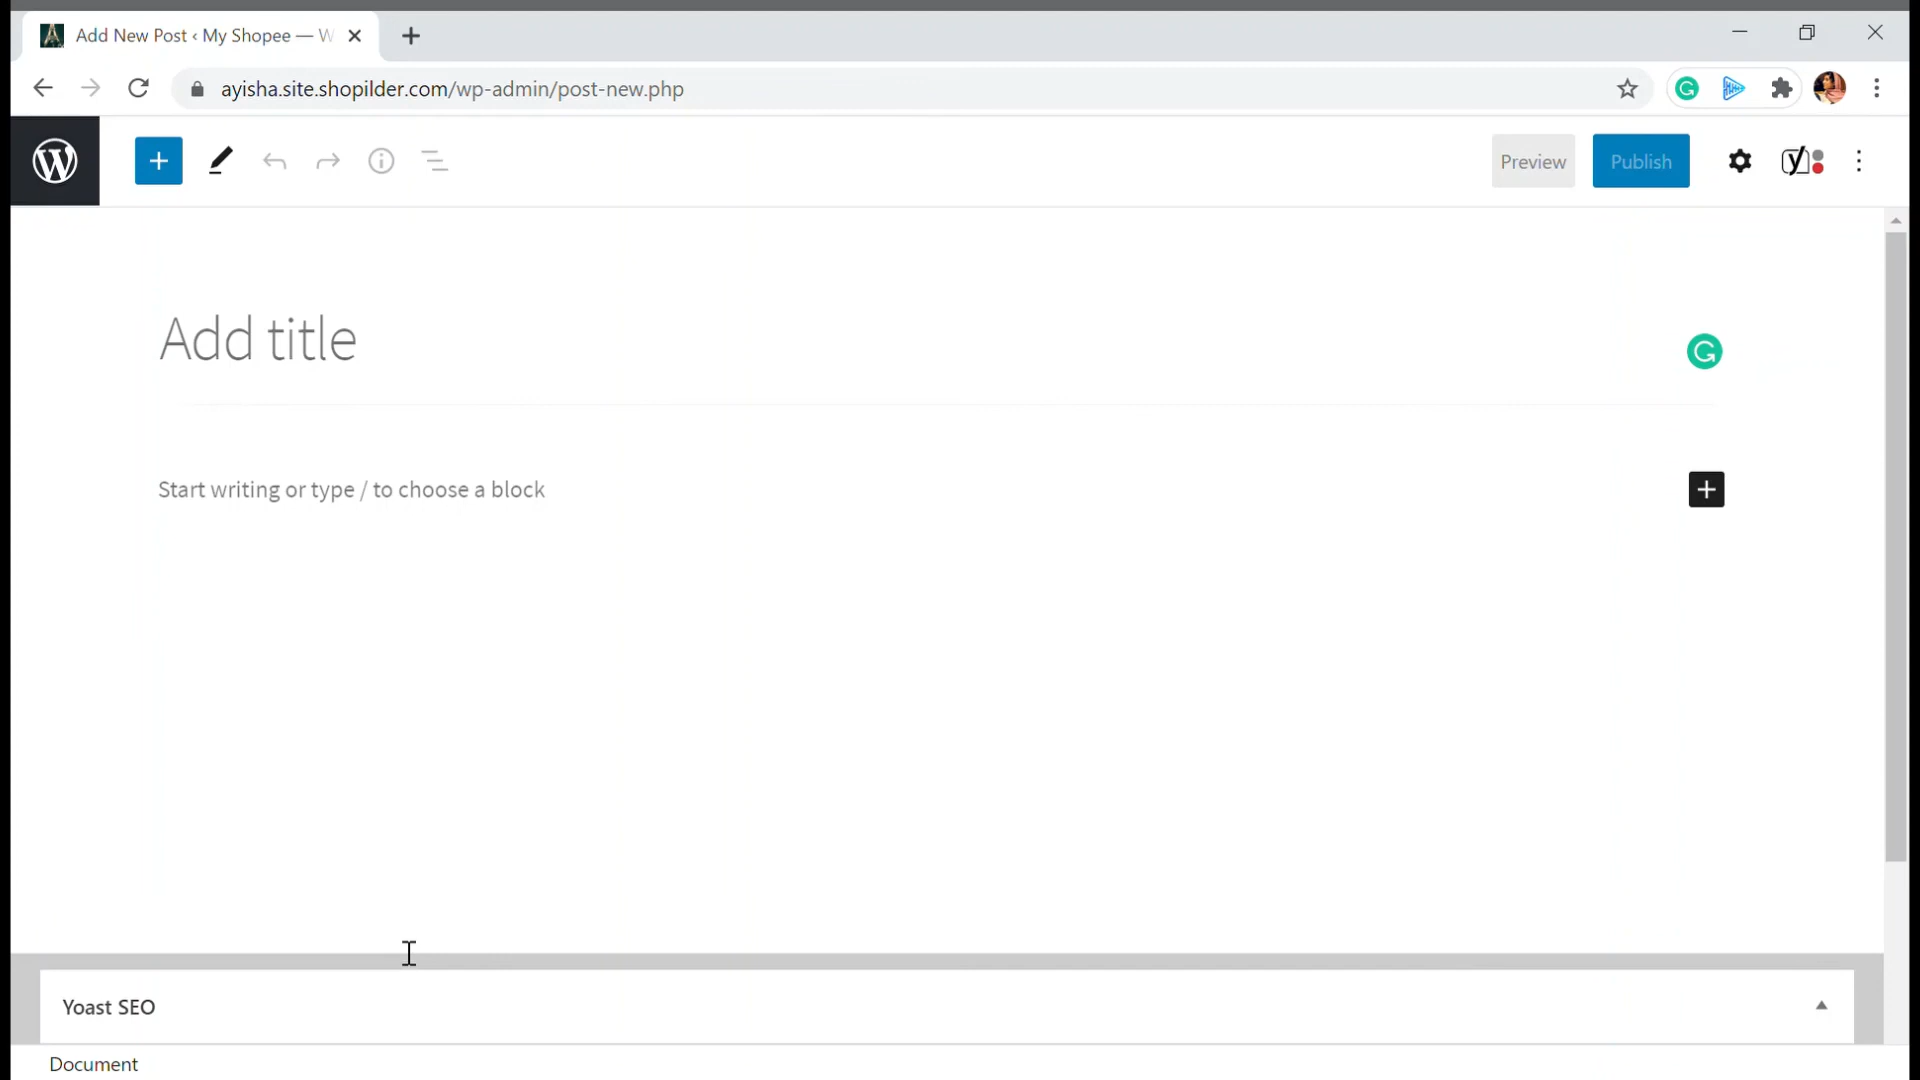 Add New Post ‹ My Shopee — W
ayisha.site.shopilder.com/wp-admin/post-new.php
Preview
Publish
Add title
Start writing or type / to choose a block
Yoast SEO
Document